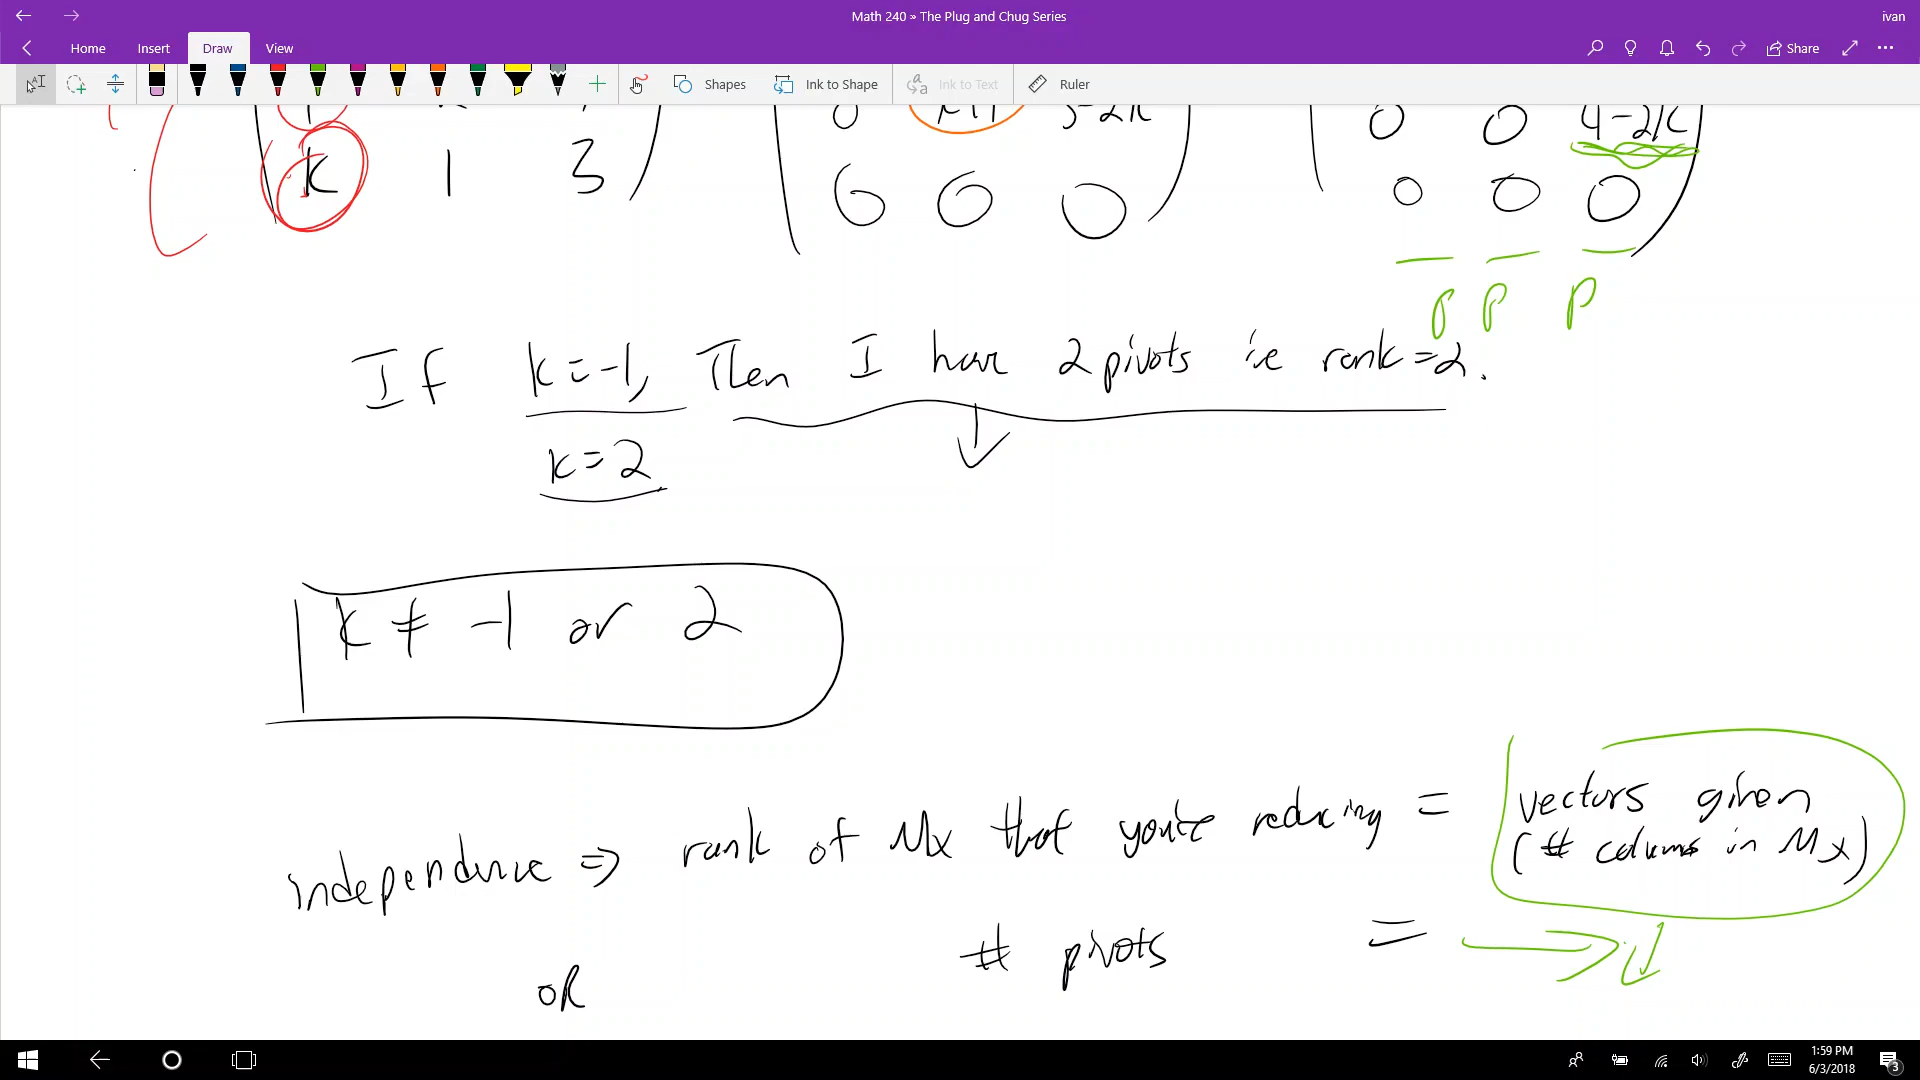 Math 240 » The Plug and Chug Series
ivan
Home Insert Draw View
Share
Shapes Ink to Shape Ink to Text Ruler
0 k+1 3-2k
0 0 4-2k
k 1 3
0 0 0
0 0 0
P P P
If k=-1, Then I have 2 pivots ie rank=2.
k=2
k ≠ -1 or 2
independence => rank of Mx that you're reducing = vectors given
(# columns in Mx)
# pivots =
OR
1:59 PM
6/3/2018
3